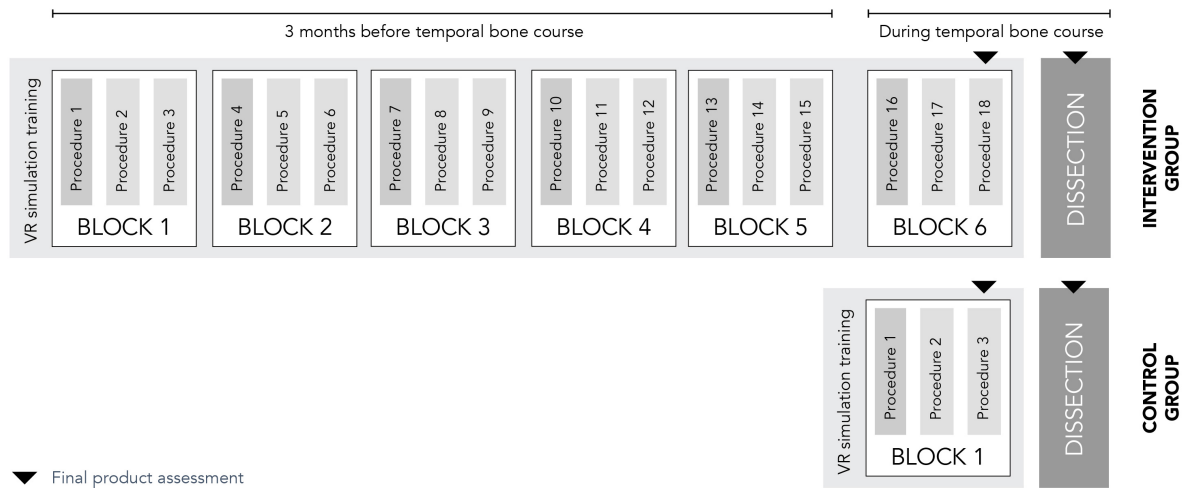 3 months before temporal bone course
During temporal bone course
VR simulation training
Procedure 1
Procedure 2
Procedure 3
BLOCK 1
Procedure 4
Procedure 5
Procedure 6
BLOCK 2
Procedure 7
Procedure 8
Procedure 9
BLOCK 3
Procedure 10
Procedure 11
Procedure 12
BLOCK 4
Procedure 13
Procedure 14
Procedure 15
BLOCK 5
Procedure 16
Procedure 17
Procedure 18
BLOCK 6
DISSECTION
INTERVENTION
GROUP
VR simulation training
Procedure 1
Procedure 2
Procedure 3
BLOCK 1
DISSECTION
CONTROL
GROUP
Final product assessment